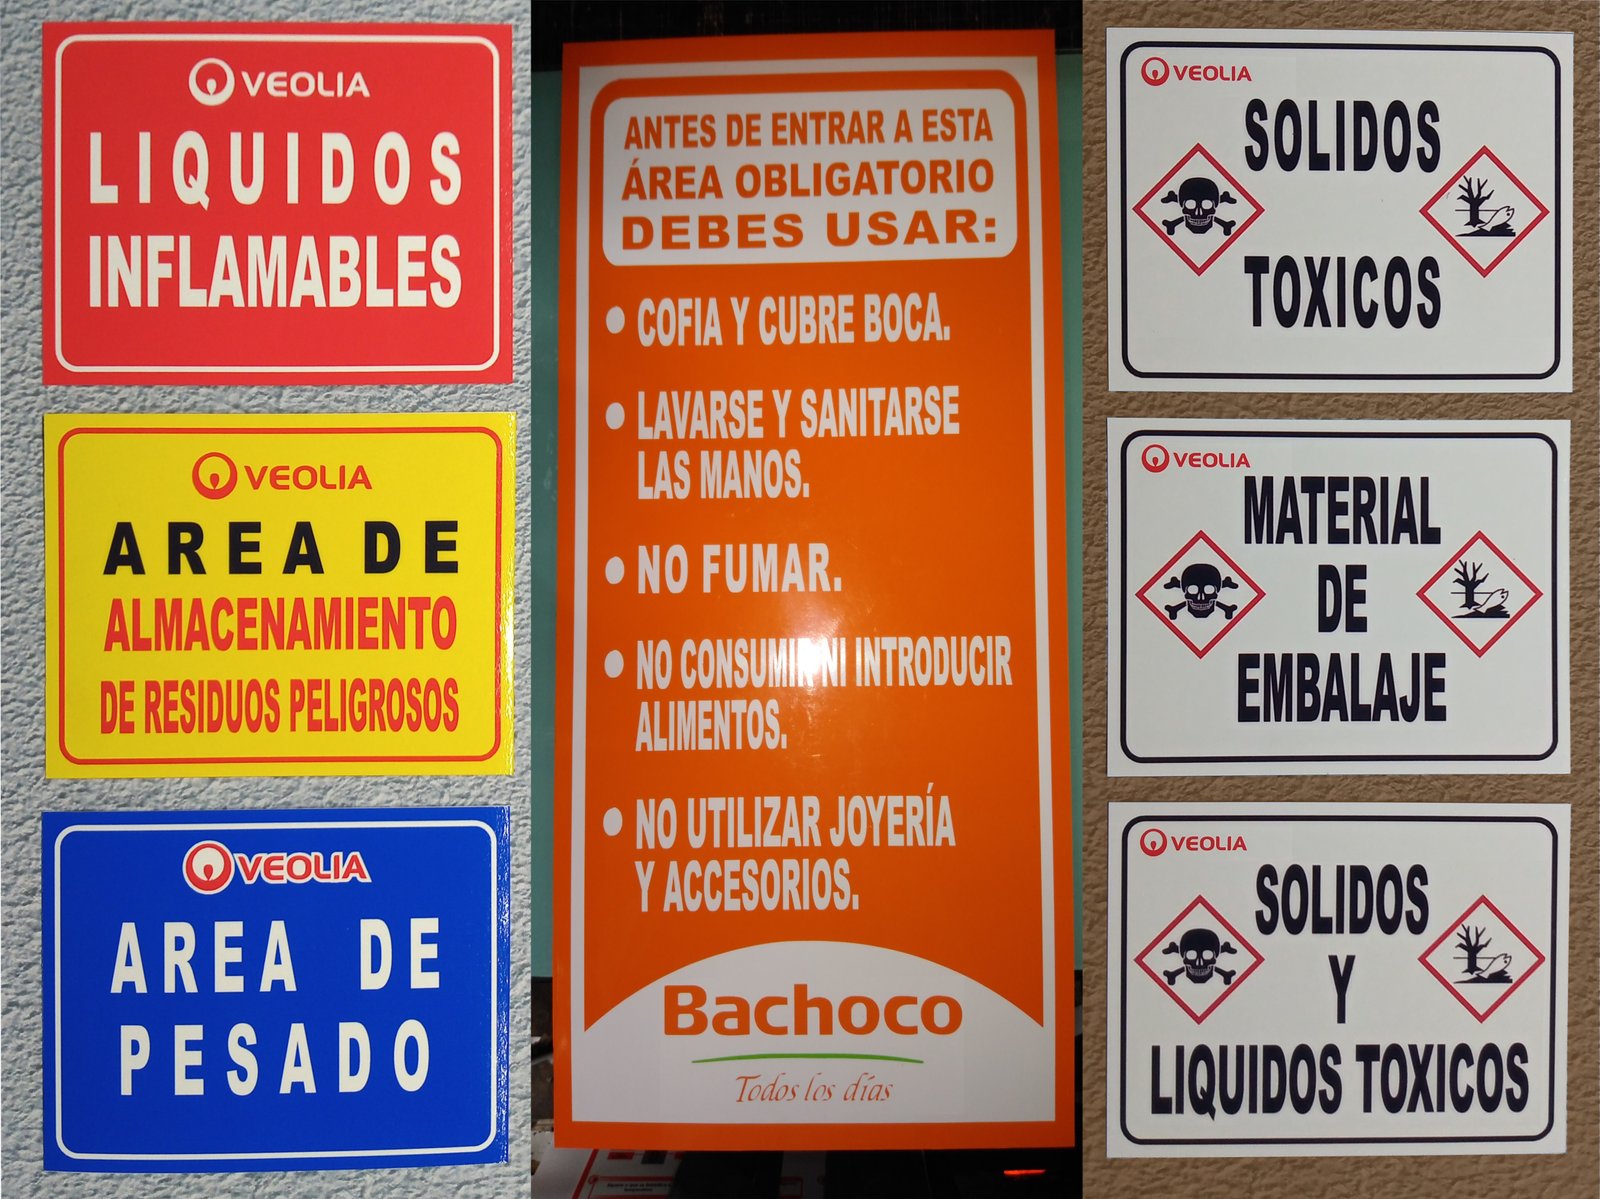 VEOLIA
LIQUIDOS
INFLAMABLES
VEOLIA
AREA DE
ALMACENAMIENTO
DE RESIDUOS PELIGROSOS
VEOLIA
AREA DE
PESADO
ANTES DE ENTRAR A ESTA
ÁREA OBLIGATORIO
DEBES USAR:
• COFIA Y CUBRE BOCA.
• LAVARSE Y SANITARSE
LAS MANOS.
• NO FUMAR.
• NO CONSUMIR NI INTRODUCIR
ALIMENTOS.
• NO UTILIZAR JOYERÍA
Y ACCESORIOS.
Bachoco
Todos los días
VEOLIA
SOLIDOS
TOXICOS
VEOLIA
MATERIAL
DE
EMBALAJE
VEOLIA
SOLIDOS
Y
LIQUIDOS TOXICOS